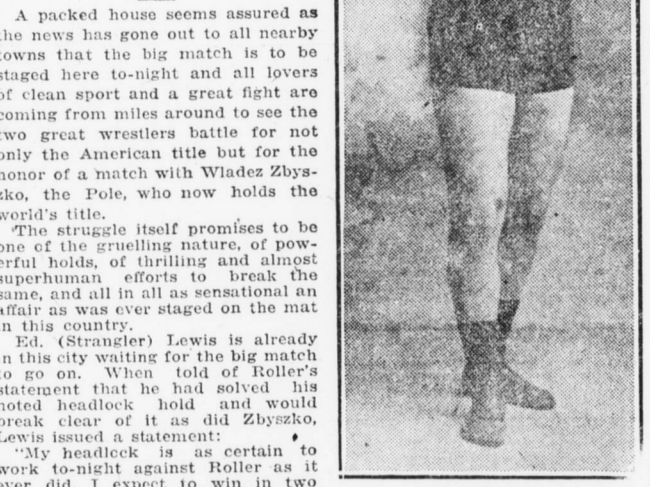 A packed house seems assured as
the news has gone out to all nearby
towns that the big match is to be
staged here to-night and all lovers
of clean sport and a great fight are
coming from miles around to see the
two great wrestlers battle for not
only the American title but for the
honor of a match with Wladez Zbys-
zko, the Pole, who now holds the
world's title.
The struggle itself promises to be
one of the gruelling nature, of pow-
erful holds, of thrilling and almost
superhuman efforts to break the
same, and all in all as sensational an
affair as was ever staged on the mat
in this country.
Ed. (Strangler) Lewis is already
in this city waiting for the big match
to go on. When told of Roller's
statement that he had solved his
noted headlock hold and would
break clear of it as did Zbyszko,
Lewis issued a statement:
"My headlock is as certain to
work to-night against Roller as it
ever did. I expect to win in two